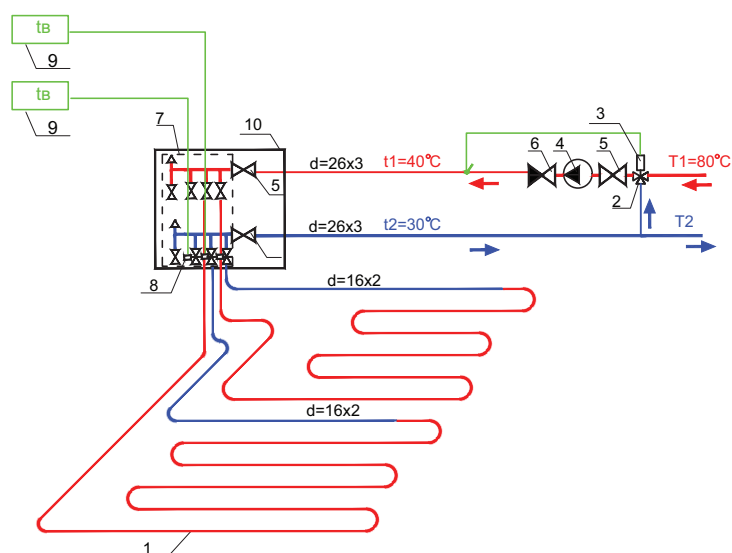 tв
9
tв
9
7
10
3
d=26x3
t1=40°C
6
4
5
T1=80°C
5
2
d=26x3
t2=30°C
T2
8
d=16x2
d=16x2
1